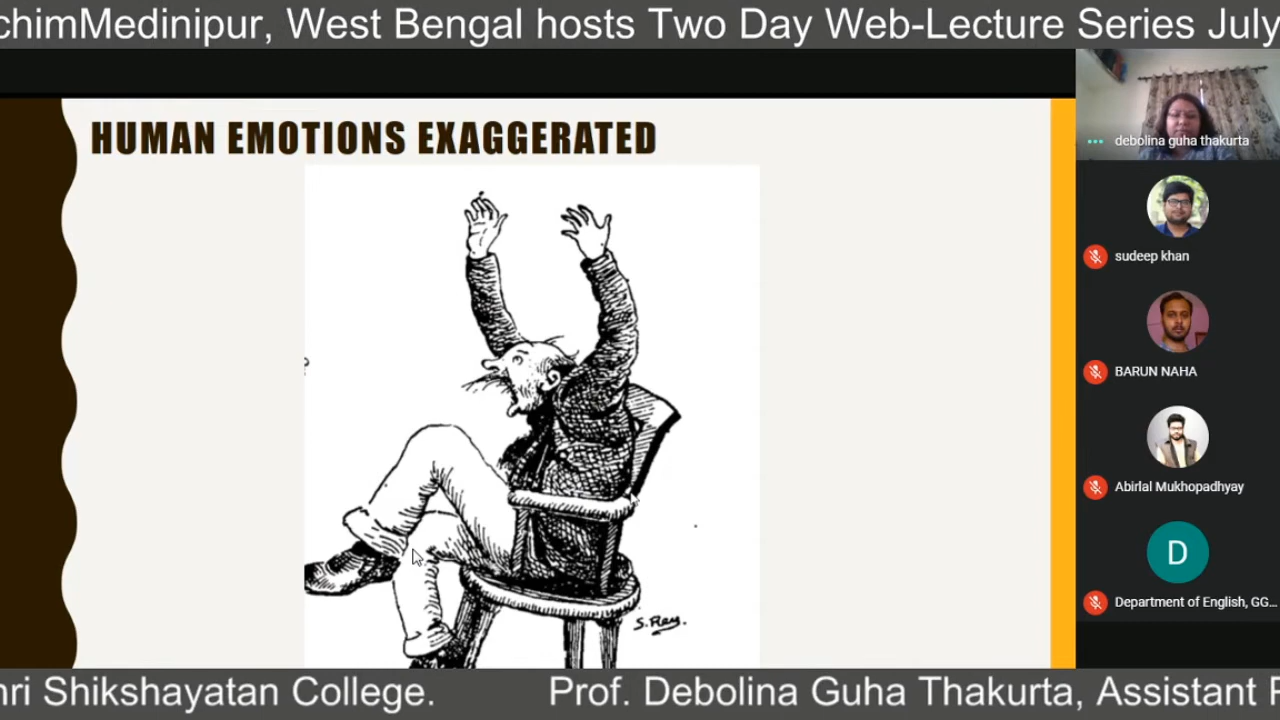 chimMedinipur, West Bengal hosts Two Day Web-Lecture Series July
HUMAN EMOTIONS EXAGGERATED
debolina guha thakurta
sudeep khan
BARUN NAHA
Abirlal Mukhopadhyay
D
Department of English, GG...
S. Ray.
hri Shikshayatan College. Prof. Debolina Guha Thakurta, Assistant